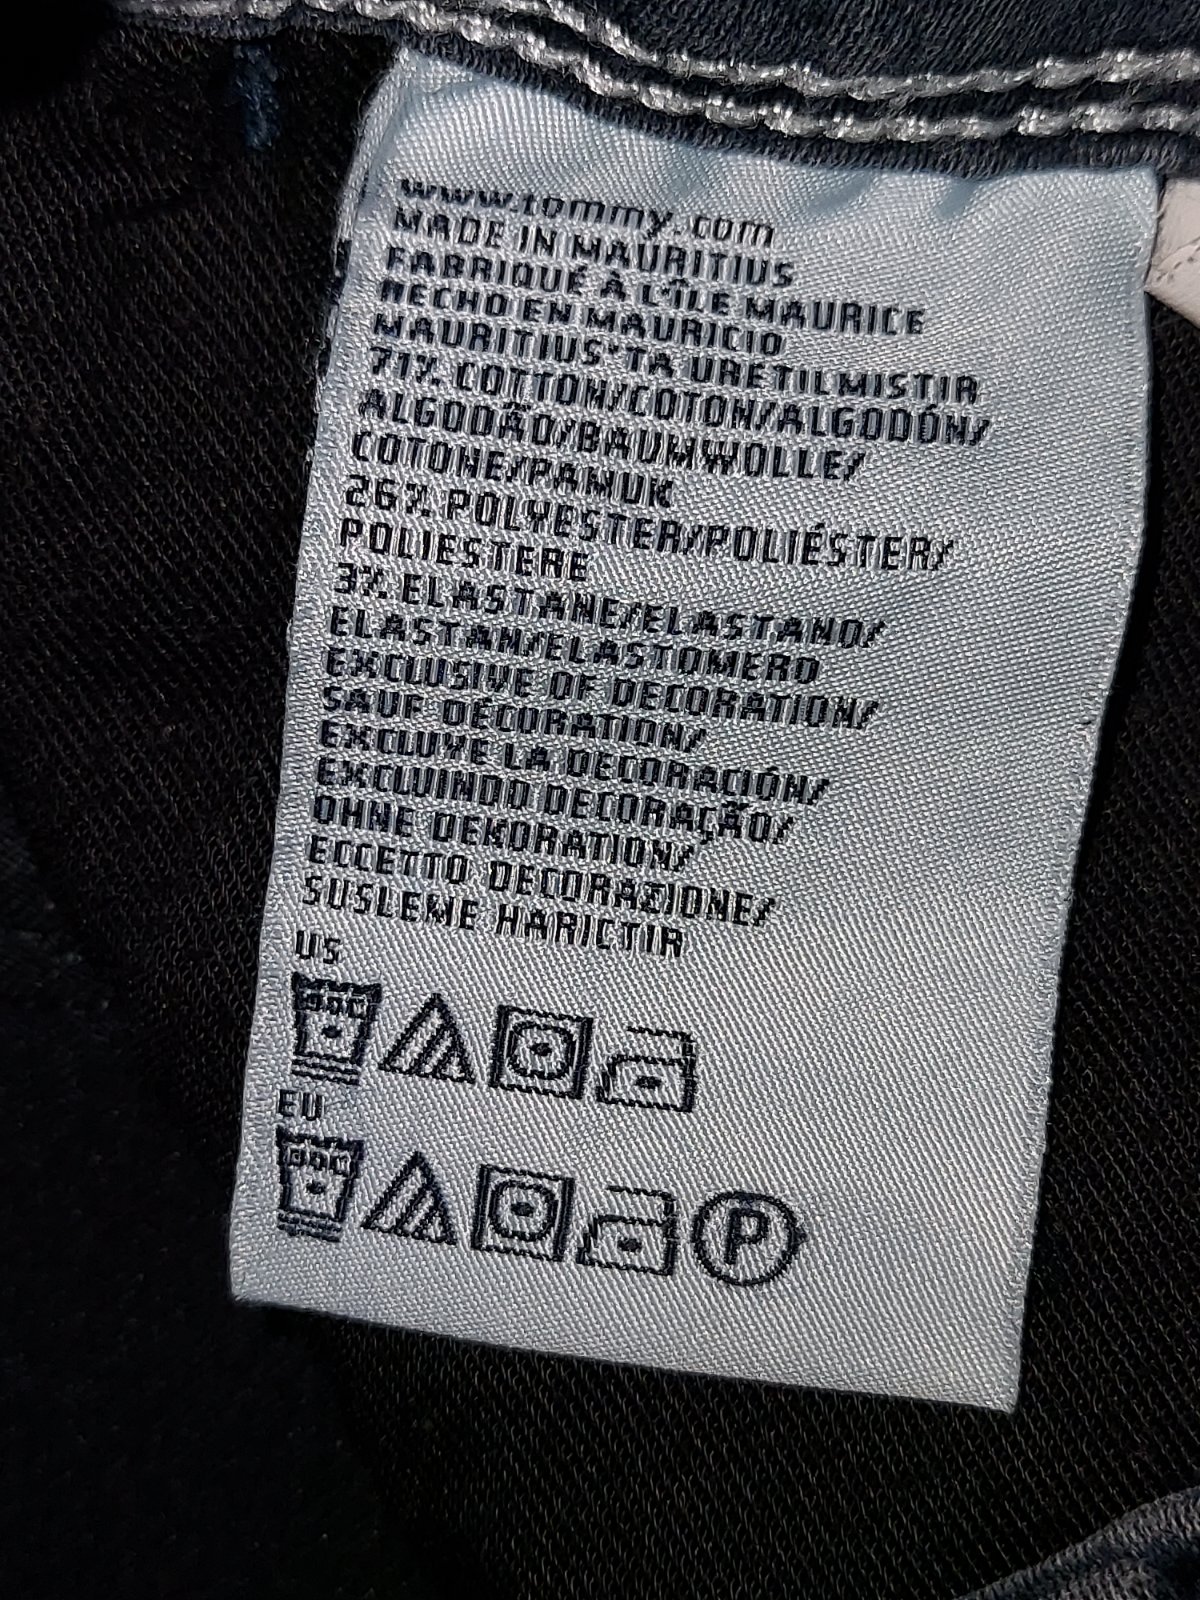 www.tommy.com
MADE IN MAURITIUS
FABRIQUÉ À L'ÎLE MAURICE
HECHO EN MAURICIO
MAURITIUS'TA URETILMISTIR
71% COTTON/COTON/ALGODÓN/
ALGODÃO/BAUMWOLLE/
COTONE/PAMUK
26% POLYESTER/POLIÉSTER/
POLIESTERE
3% ELASTANE/ELASTANO/
ELASTAN/ELASTOMERO
EXCLUSIVE OF DECORATION/
SAUF DÉCORATION/
EXCLUYE LA DECORACIÓN/
EXCLUINDO DECORAÇÃO/
OHNE DEKORATION/
ECCETTO DECORAZIONE/
SUSLEME HARICTIR
US
EU
P